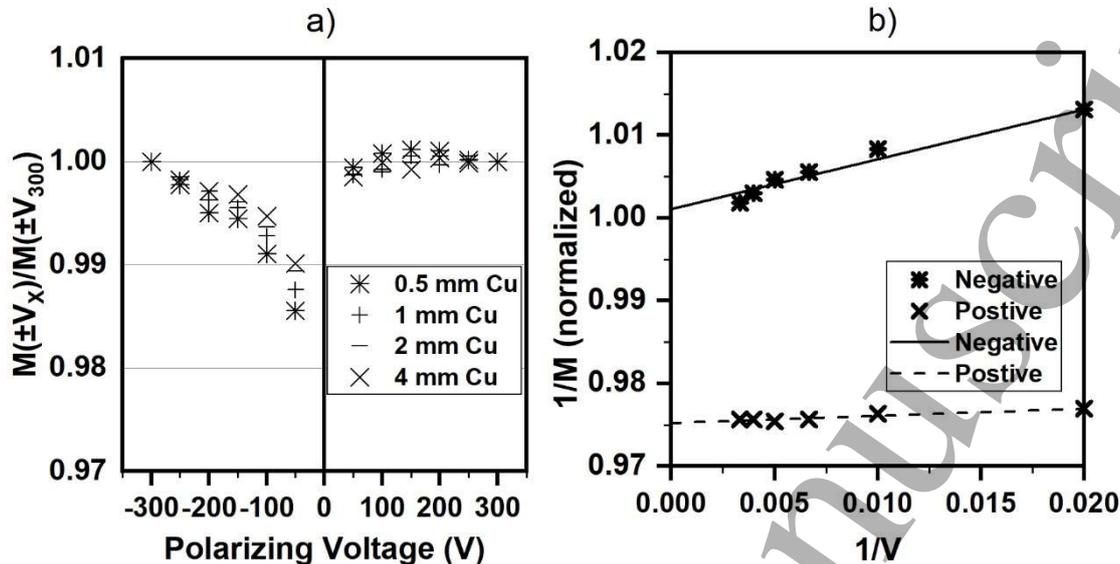 a)
M(±Vx)/M(±V300)
1.01
1.00
0.99
0.98
0.97
-300 -200 -100 0 100 200 300
Polarizing Voltage (V)
0.5 mm Cu
1 mm Cu
2 mm Cu
4 mm Cu
b)
1/M (normalized)
1.02
1.01
1.00
0.99
0.98
0.97
0.000 0.005 0.010 0.015 0.020
1/V
Negative
Postive
Negative
Postive
nuscri